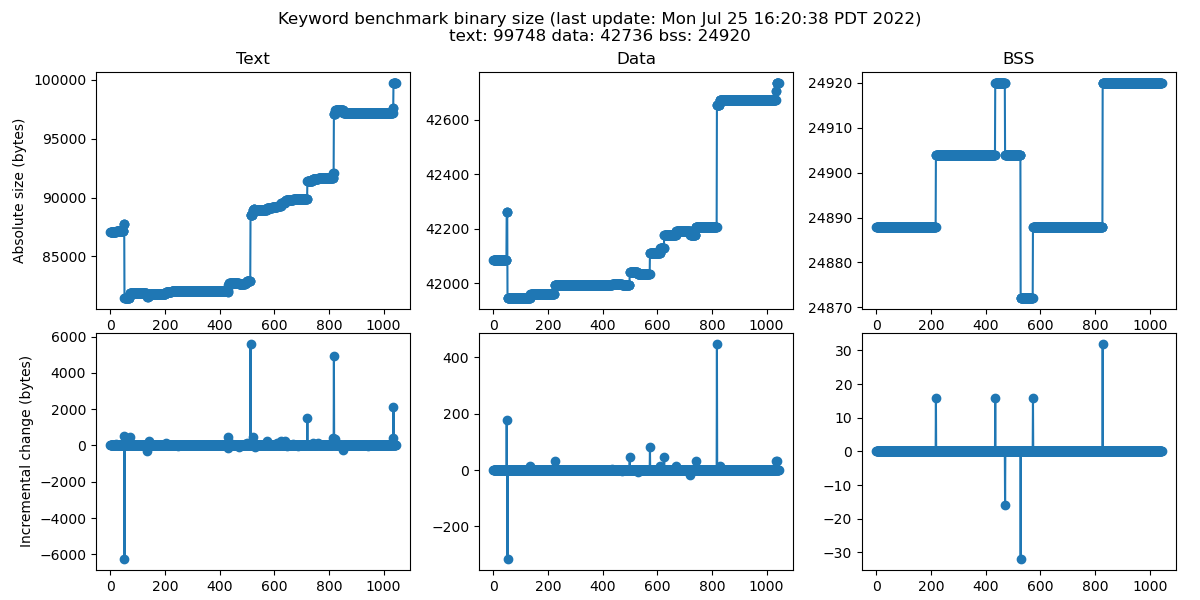 Keyword benchmark binary size (last update: Mon Jul 25 16:20:38 PDT 2022)
text: 99748 data: 42736 bss: 24920
Text
Data
BSS
Absolute size (bytes)
100000
95000
90000
85000
0 200 400 600 800 1000
42600
42400
42200
42000
0 200 400 600 800 1000
24920
24910
24900
24890
24880
24870
0 200 400 600 800 1000
Incremental change (bytes)
6000
4000
2000
0
−2000
−4000
−6000
0 200 400 600 800 1000
400
200
0
−200
0 200 400 600 800 1000
30
20
10
0
−10
−20
−30
0 200 400 600 800 1000